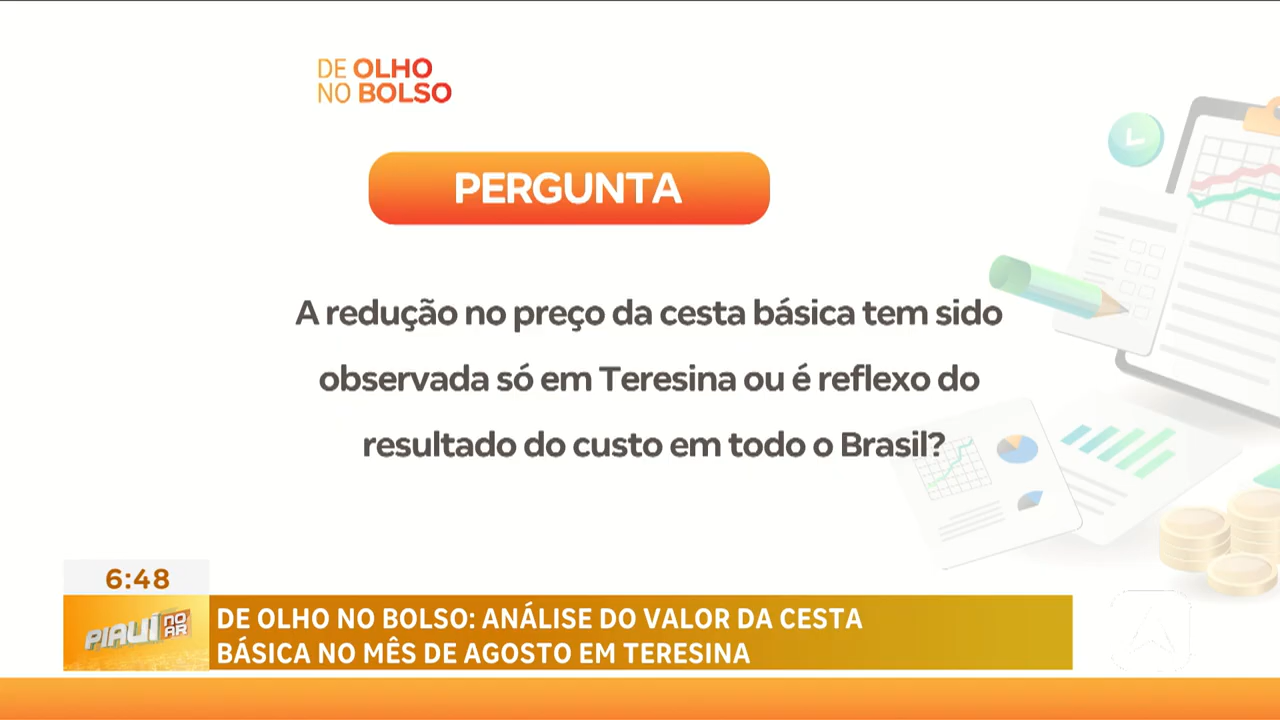 DE OLHO
NO BOLSO
PERGUNTA
A redução no preço da cesta básica tem sido
observada só em Teresina ou é reflexo do
resultado do custo em todo o Brasil?
6:48
PIAUÍ NO AR
DE OLHO NO BOLSO: ANÁLISE DO VALOR DA CESTA
BÁSICA NO MÊS DE AGOSTO EM TERESINA